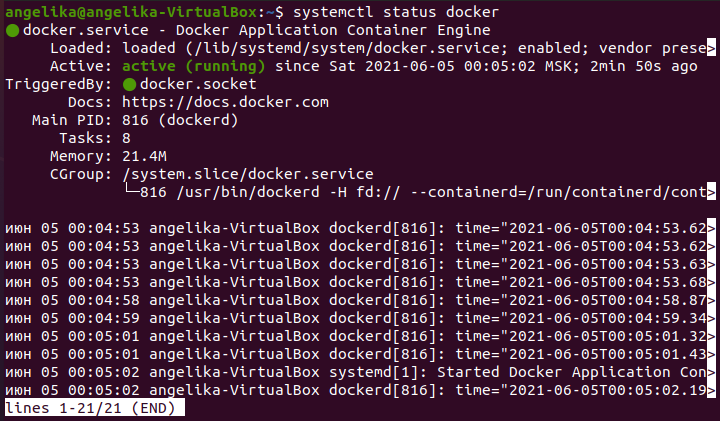 angelika@angelika-VirtualBox:~$ systemctl status docker
● docker.service - Docker Application Container Engine
     Loaded: loaded (/lib/systemd/system/docker.service; enabled; vendor prese>
     Active: active (running) since Sat 2021-06-05 00:05:02 MSK; 2min 50s ago
TriggeredBy: ● docker.socket
       Docs: https://docs.docker.com
   Main PID: 816 (dockerd)
      Tasks: 8
     Memory: 21.4M
     CGroup: /system.slice/docker.service
             └─816 /usr/bin/dockerd -H fd:// --containerd=/run/containerd/cont>

июн 05 00:04:53 angelika-VirtualBox dockerd[816]: time="2021-06-05T00:04:53.62>
июн 05 00:04:53 angelika-VirtualBox dockerd[816]: time="2021-06-05T00:04:53.62>
июн 05 00:04:53 angelika-VirtualBox dockerd[816]: time="2021-06-05T00:04:53.63>
июн 05 00:04:53 angelika-VirtualBox dockerd[816]: time="2021-06-05T00:04:53.68>
июн 05 00:04:58 angelika-VirtualBox dockerd[816]: time="2021-06-05T00:04:58.87>
июн 05 00:04:59 angelika-VirtualBox dockerd[816]: time="2021-06-05T00:04:59.34>
июн 05 00:05:01 angelika-VirtualBox dockerd[816]: time="2021-06-05T00:05:01.32>
июн 05 00:05:01 angelika-VirtualBox dockerd[816]: time="2021-06-05T00:05:01.43>
июн 05 00:05:02 angelika-VirtualBox systemd[1]: Started Docker Application Con>
июн 05 00:05:02 angelika-VirtualBox dockerd[816]: time="2021-06-05T00:05:02.19>
lines 1-21/21 (END)